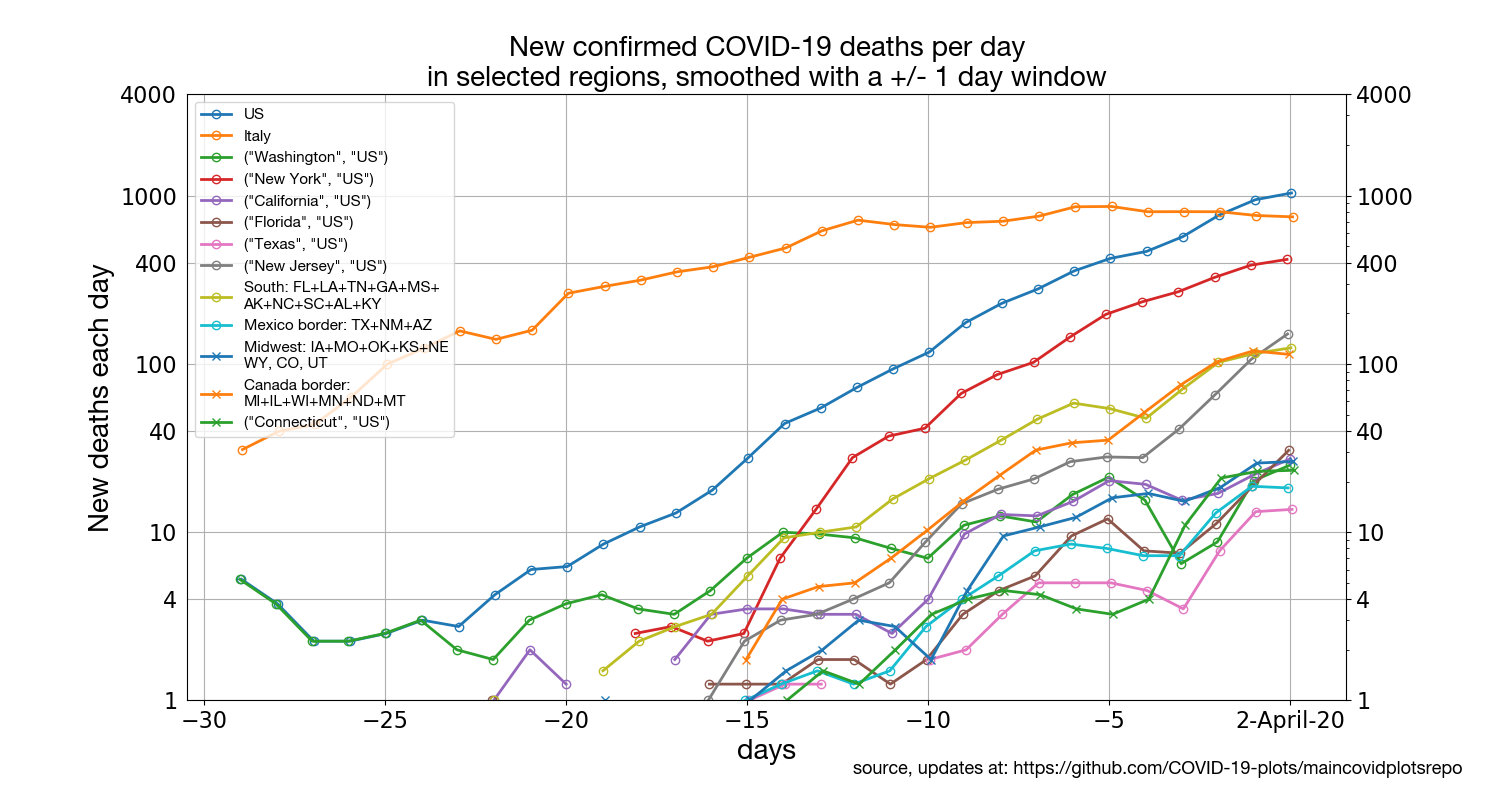 New confirmed COVID-19 deaths per day
in selected regions, smoothed with a +/- 1 day window
4000
1000
400
100
40
10
4
1
New deaths each day
US
Italy
("Washington", "US")
("New York", "US")
("California", "US")
("Florida", "US")
("Texas", "US")
("New Jersey", "US")
South: FL+LA+TN+GA+MS+
AK+NC+SC+AL+KY
Mexico border: TX+NM+AZ
Midwest: IA+MO+OK+KS+NE
WY, CO, UT
Canada border:
MI+IL+WI+MN+ND+MT
("Connecticut", "US")
4000
1000
400
100
40
10
4
1
−30 −25 −20 −15 −10 −5 2-April-20
days
source, updates at: https://github.com/COVID-19-plots/maincovidplotsrepo